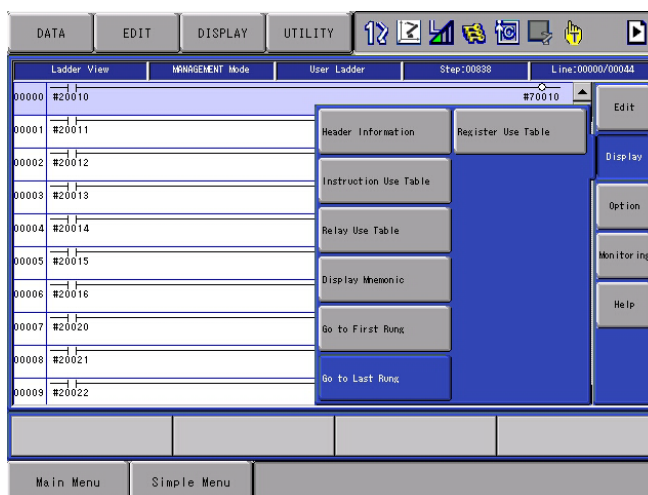 DATA EDIT DISPLAY UTILITY
Ladder View MANAGEMENT Mode User Ladder Step:00838 Line:00000/00044
00000 #20010 #70010
00001 #20011
00002 #20012
00003 #20013
00004 #20014
00005 #20015
00006 #20016
00007 #20020
00008 #20021
00009 #20022
Header Information Register Use Table
Instruction Use Table
Relay Use Table
Display Mnemonic
Go to First Rung
Go to Last Rung
Edit
Display
Option
Monitoring
Help
Main Menu Simple Menu